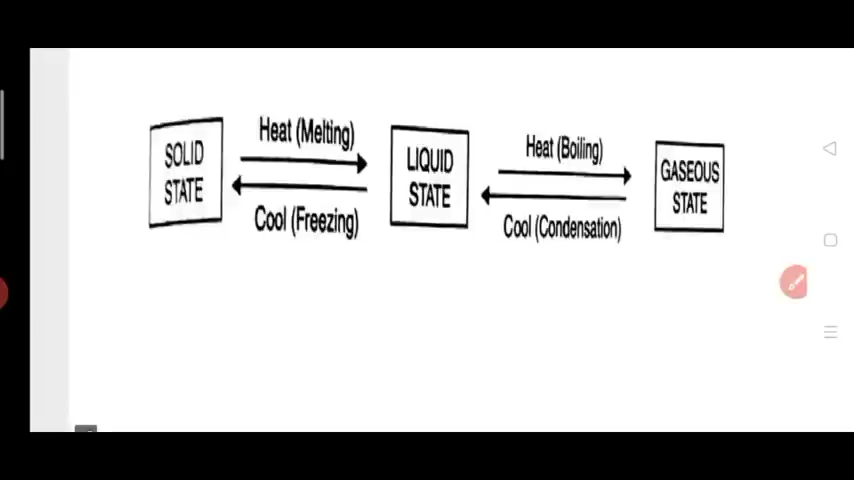 SOLID
STATE
Heat (Melting)
Cool (Freezing)
LIQUID
STATE
Heat (Boiling)
Cool (Condensation)
GASEOUS
STATE